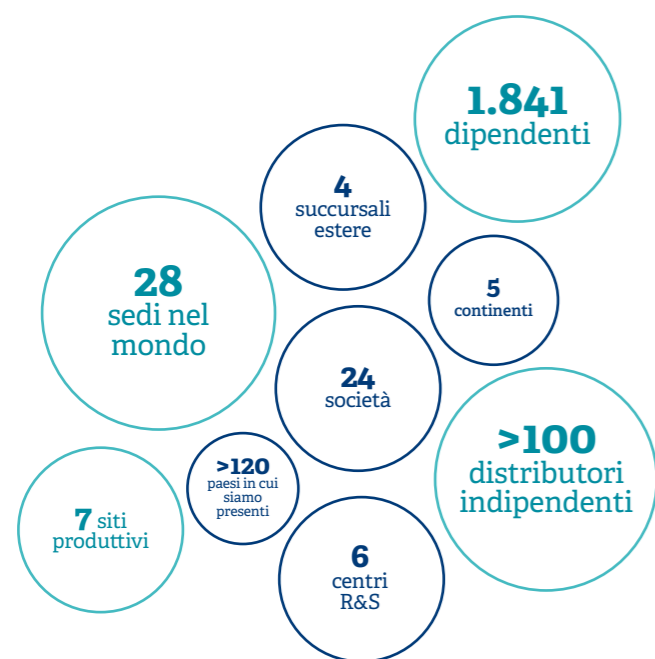 1.841
dipendenti
4
succursali
estere
28
sedi nel
mondo
5
continenti
24
società
>100
distributori
indipendenti
>120
paesi in cui
siamo
presenti
7 siti
produttivi
6
centri
R&S